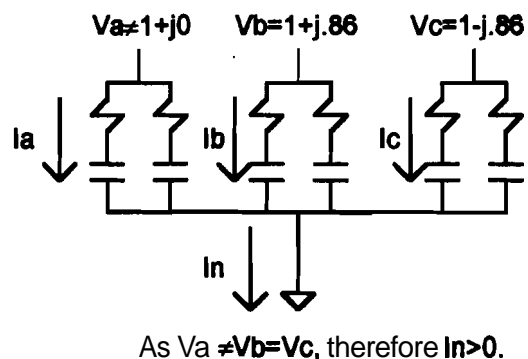 Va≠1+j0 Vb=1+j.86 Vc=1-j.86
Ia Ib Ic
In
As Va ≠Vb=Vc, therefore In>0.